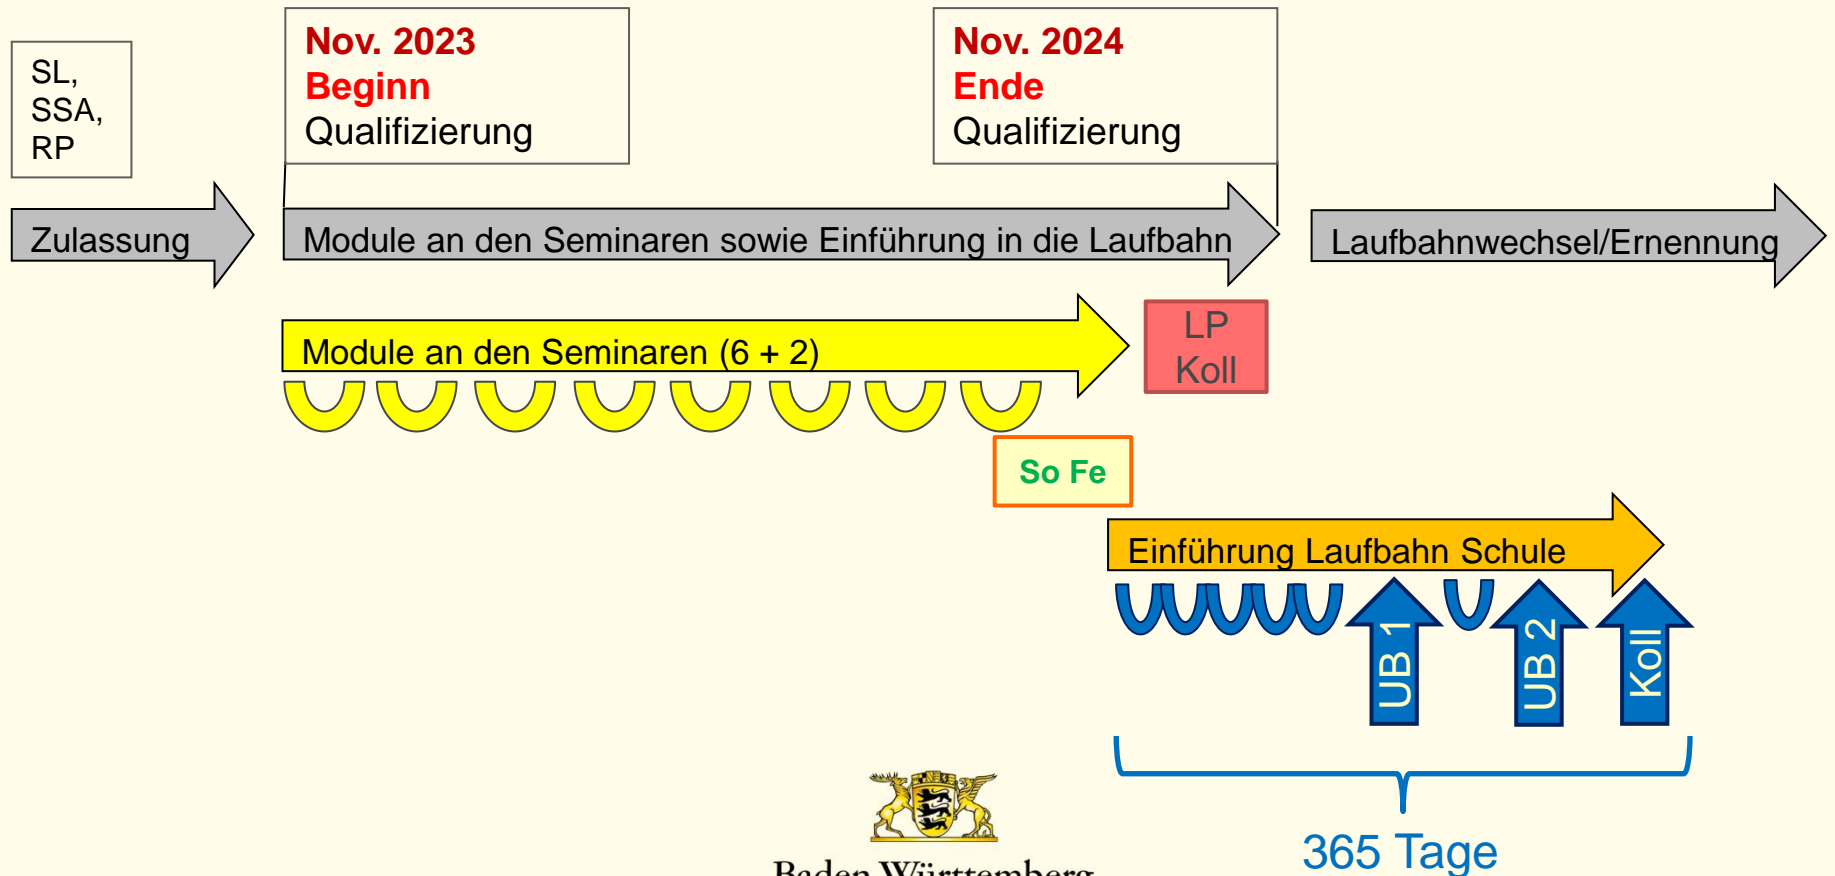 SL,
SSA,
RP
Nov. 2023
Beginn
Qualifizierung
Nov. 2024
Ende
Qualifizierung
Zulassung
Module an den Seminaren sowie Einführung in die Laufbahn
Laufbahnwechsel/Ernennung
Module an den Seminaren (6 + 2)
LP
Koll
So Fe
Einführung Laufbahn Schule
UB 1
UB 2
Koll
365 Tage
Baden Württemberg